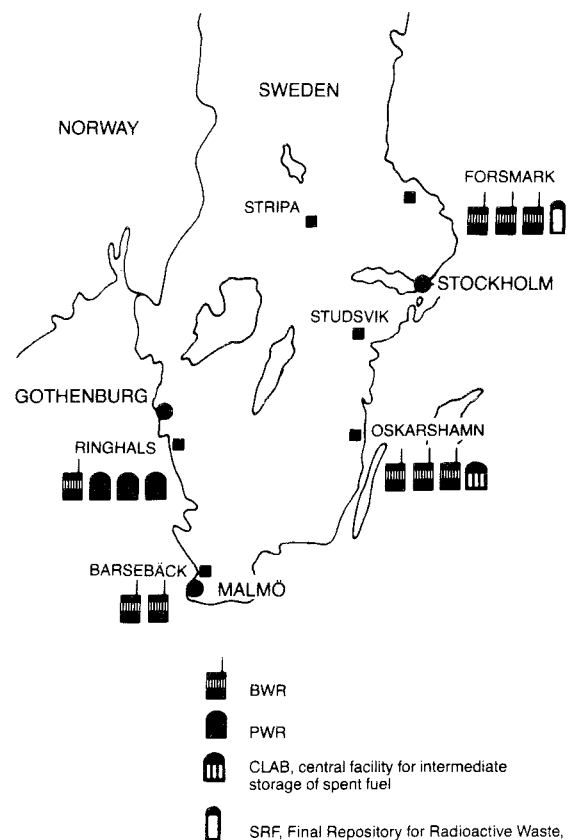 SWEDEN
NORWAY
FORSMARK
STRIPA
STOCKHOLM
STUDSVIK
GOTHENBURG
OSKARSHAMN
RINGHALS
BARSEBÄCK
MALMÖ
BWR
PWR
CLAB, central facility for intermediate
storage of spent fuel
SRF, Final Repository for Radioactive Waste,